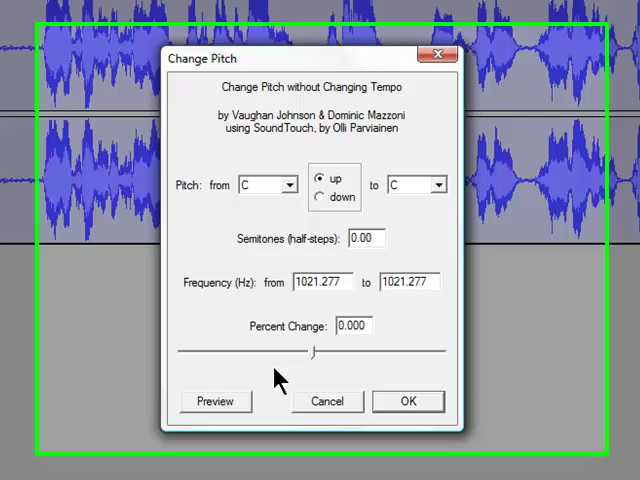 Change Pitch
Change Pitch without Changing Tempo
by Vaughan Johnson & Dominic Mazzoni
using SoundTouch, by Olli Parviainen
Pitch: from C up down to C
Semitones (half-steps): 0.00
Frequency (Hz): from 1021.277 to 1021.277
Percent Change: 0.000
Preview Cancel OK